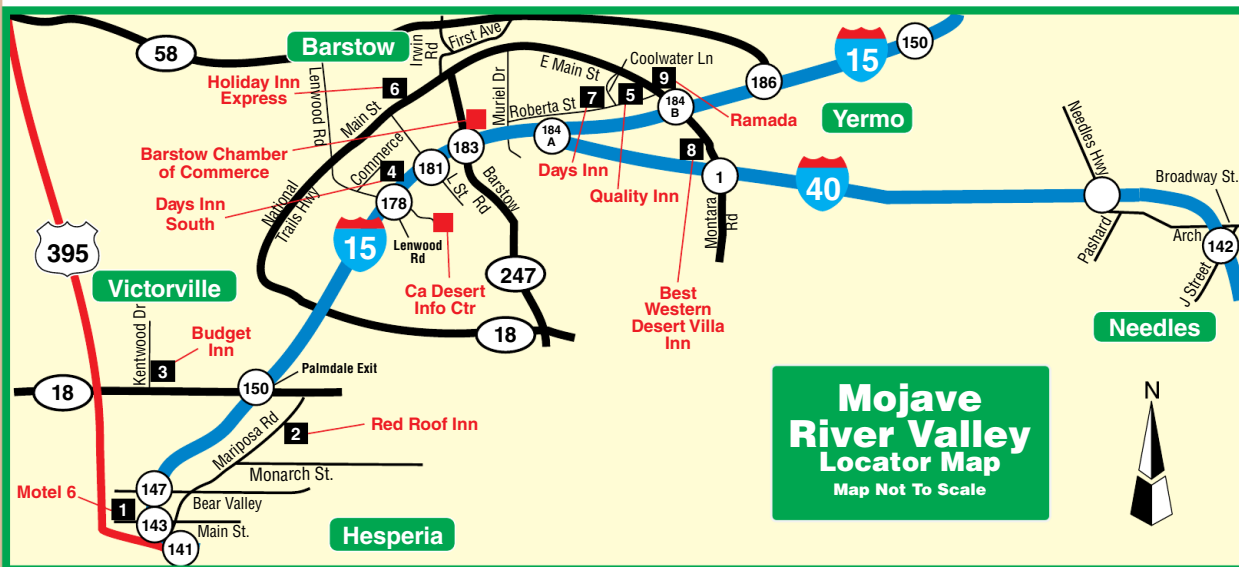 58
Barstow
Irwin
Rd
First Ave
15
150
186
Coolwater Ln
E Main St
9
Holiday Inn
Express
6
Lenwood Rd
Main St
Muriel Dr
Roberta St
7
5
184
B
Ramada
Yermo
Needles Hwy
Barstow Chamber
of Commerce
Commerce
4
181
183
184
A
Days Inn
Quality Inn
8
1
40
Broadway St.
Days Inn
South
National
Trails Hwy
178
L St.
Barstow
Rd
Montara
Rd
Pashard
Arch
142
J Street
395
15
Lenwood
Rd
247
Ca Desert
Info Ctr
Best
Western
Desert Villa
Inn
Needles
Victorville
Kentwood Dr
Budget
Inn
3
18
18
150
Palmdale Exit
Mariposa Rd
2
Red Roof Inn
Monarch St.
147
Bear Valley
Motel 6
1
143
Main St.
141
Hesperia
Mojave
River Valley
Locator Map
Map Not To Scale
N